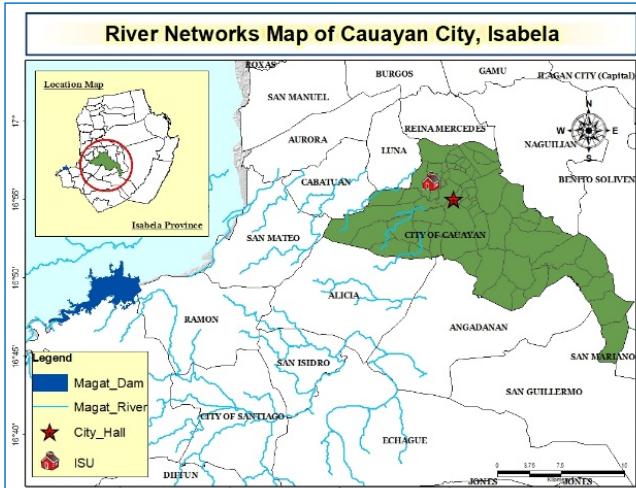 River Networks Map of Cauayan City, Isabela
Location Map
Isabela Province
ROXAS
BURGOS
GAMU
ILAGAN CITY (Capital)
SAN MANUEL
N
W E
S
AURORA
REINA MERCEDES
NAGUILIAN
LUNA
CABATUAN
BENITO SOLIVEN
SAN MATEO
CITY OF CAUAYAN
ALICIA
RAMON
ANGADANAN
SAN ISIDRO
SAN MARIANO
SAN GUILLERMO
CITY OF SANTIAGO
ECHAGUE
DIFFUN
JONES
JONES
17°
16°55'
16°50'
16°45'
16°40'
Legend
Magat_Dam
Magat_River
City_Hall
ISU
0 3.75 7.5 15